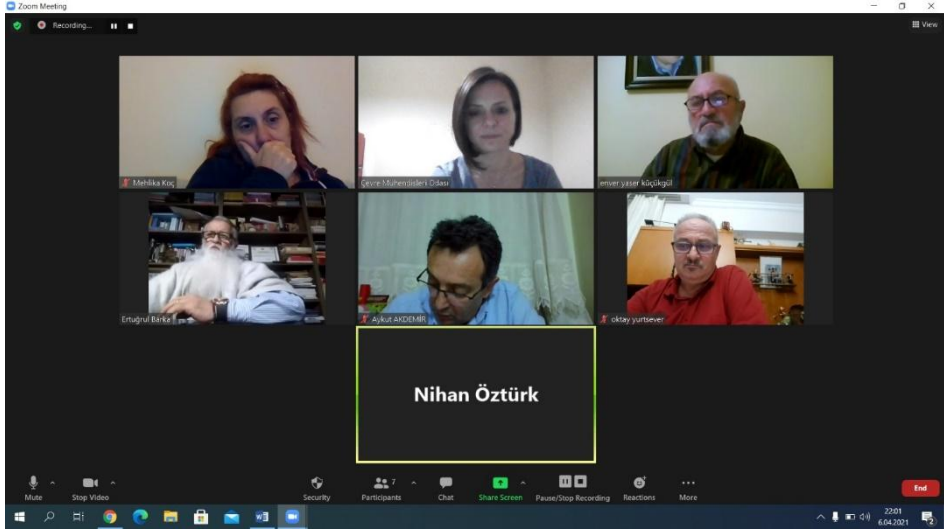 Zoom Meeting
Recording...
View
Mehlika Koç
Çevre Mühendisleri Odası
enver yaser küçükgül
Ertuğrul Barka
Aykut AKDEMİR
oktay yurtsever
Nihan Öztürk
Mute
Stop Video
Security
7
Participants
Chat
Share Screen
Pause/Stop Recording
Reactions
More
End
22:01
6.04.2021